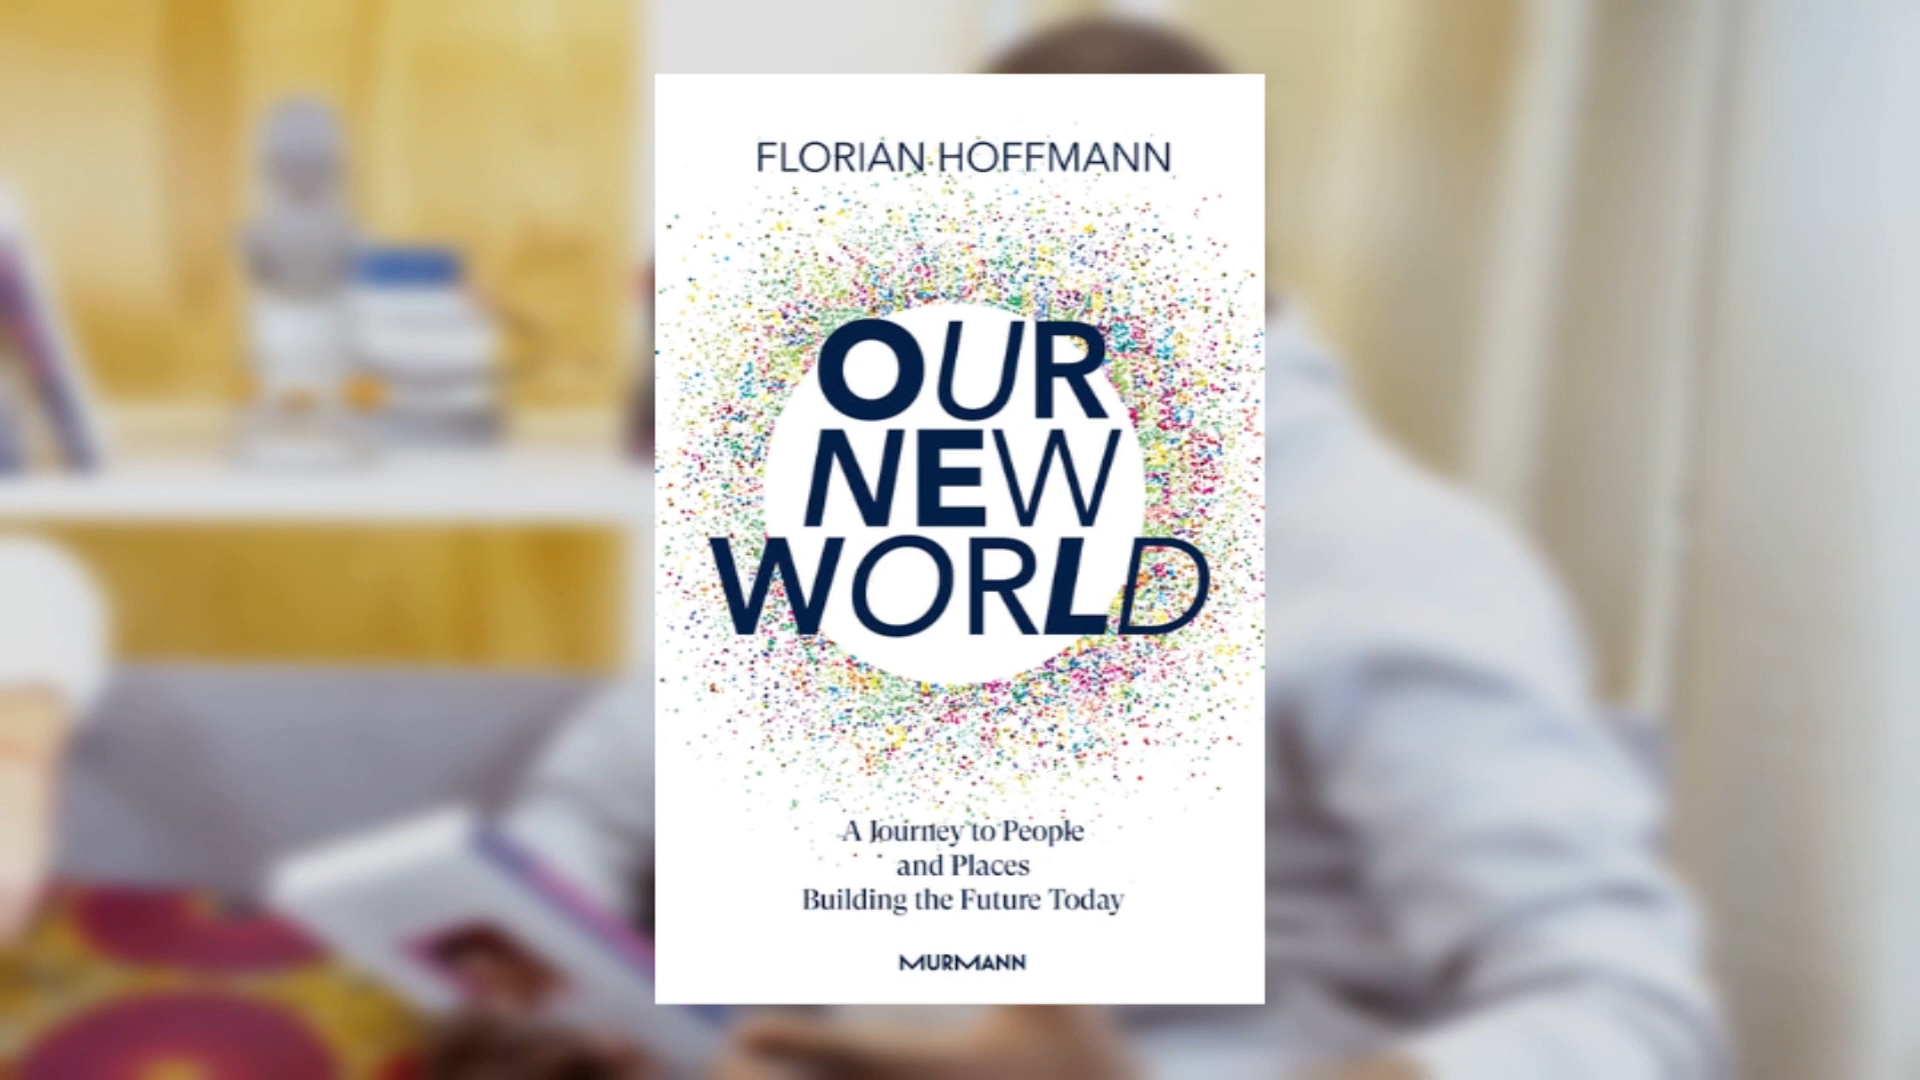 FLORIAN HOFFMANN
OUR
NEW
WORLD
A Journey to People
and Places
Building the Future Today
MURMANN